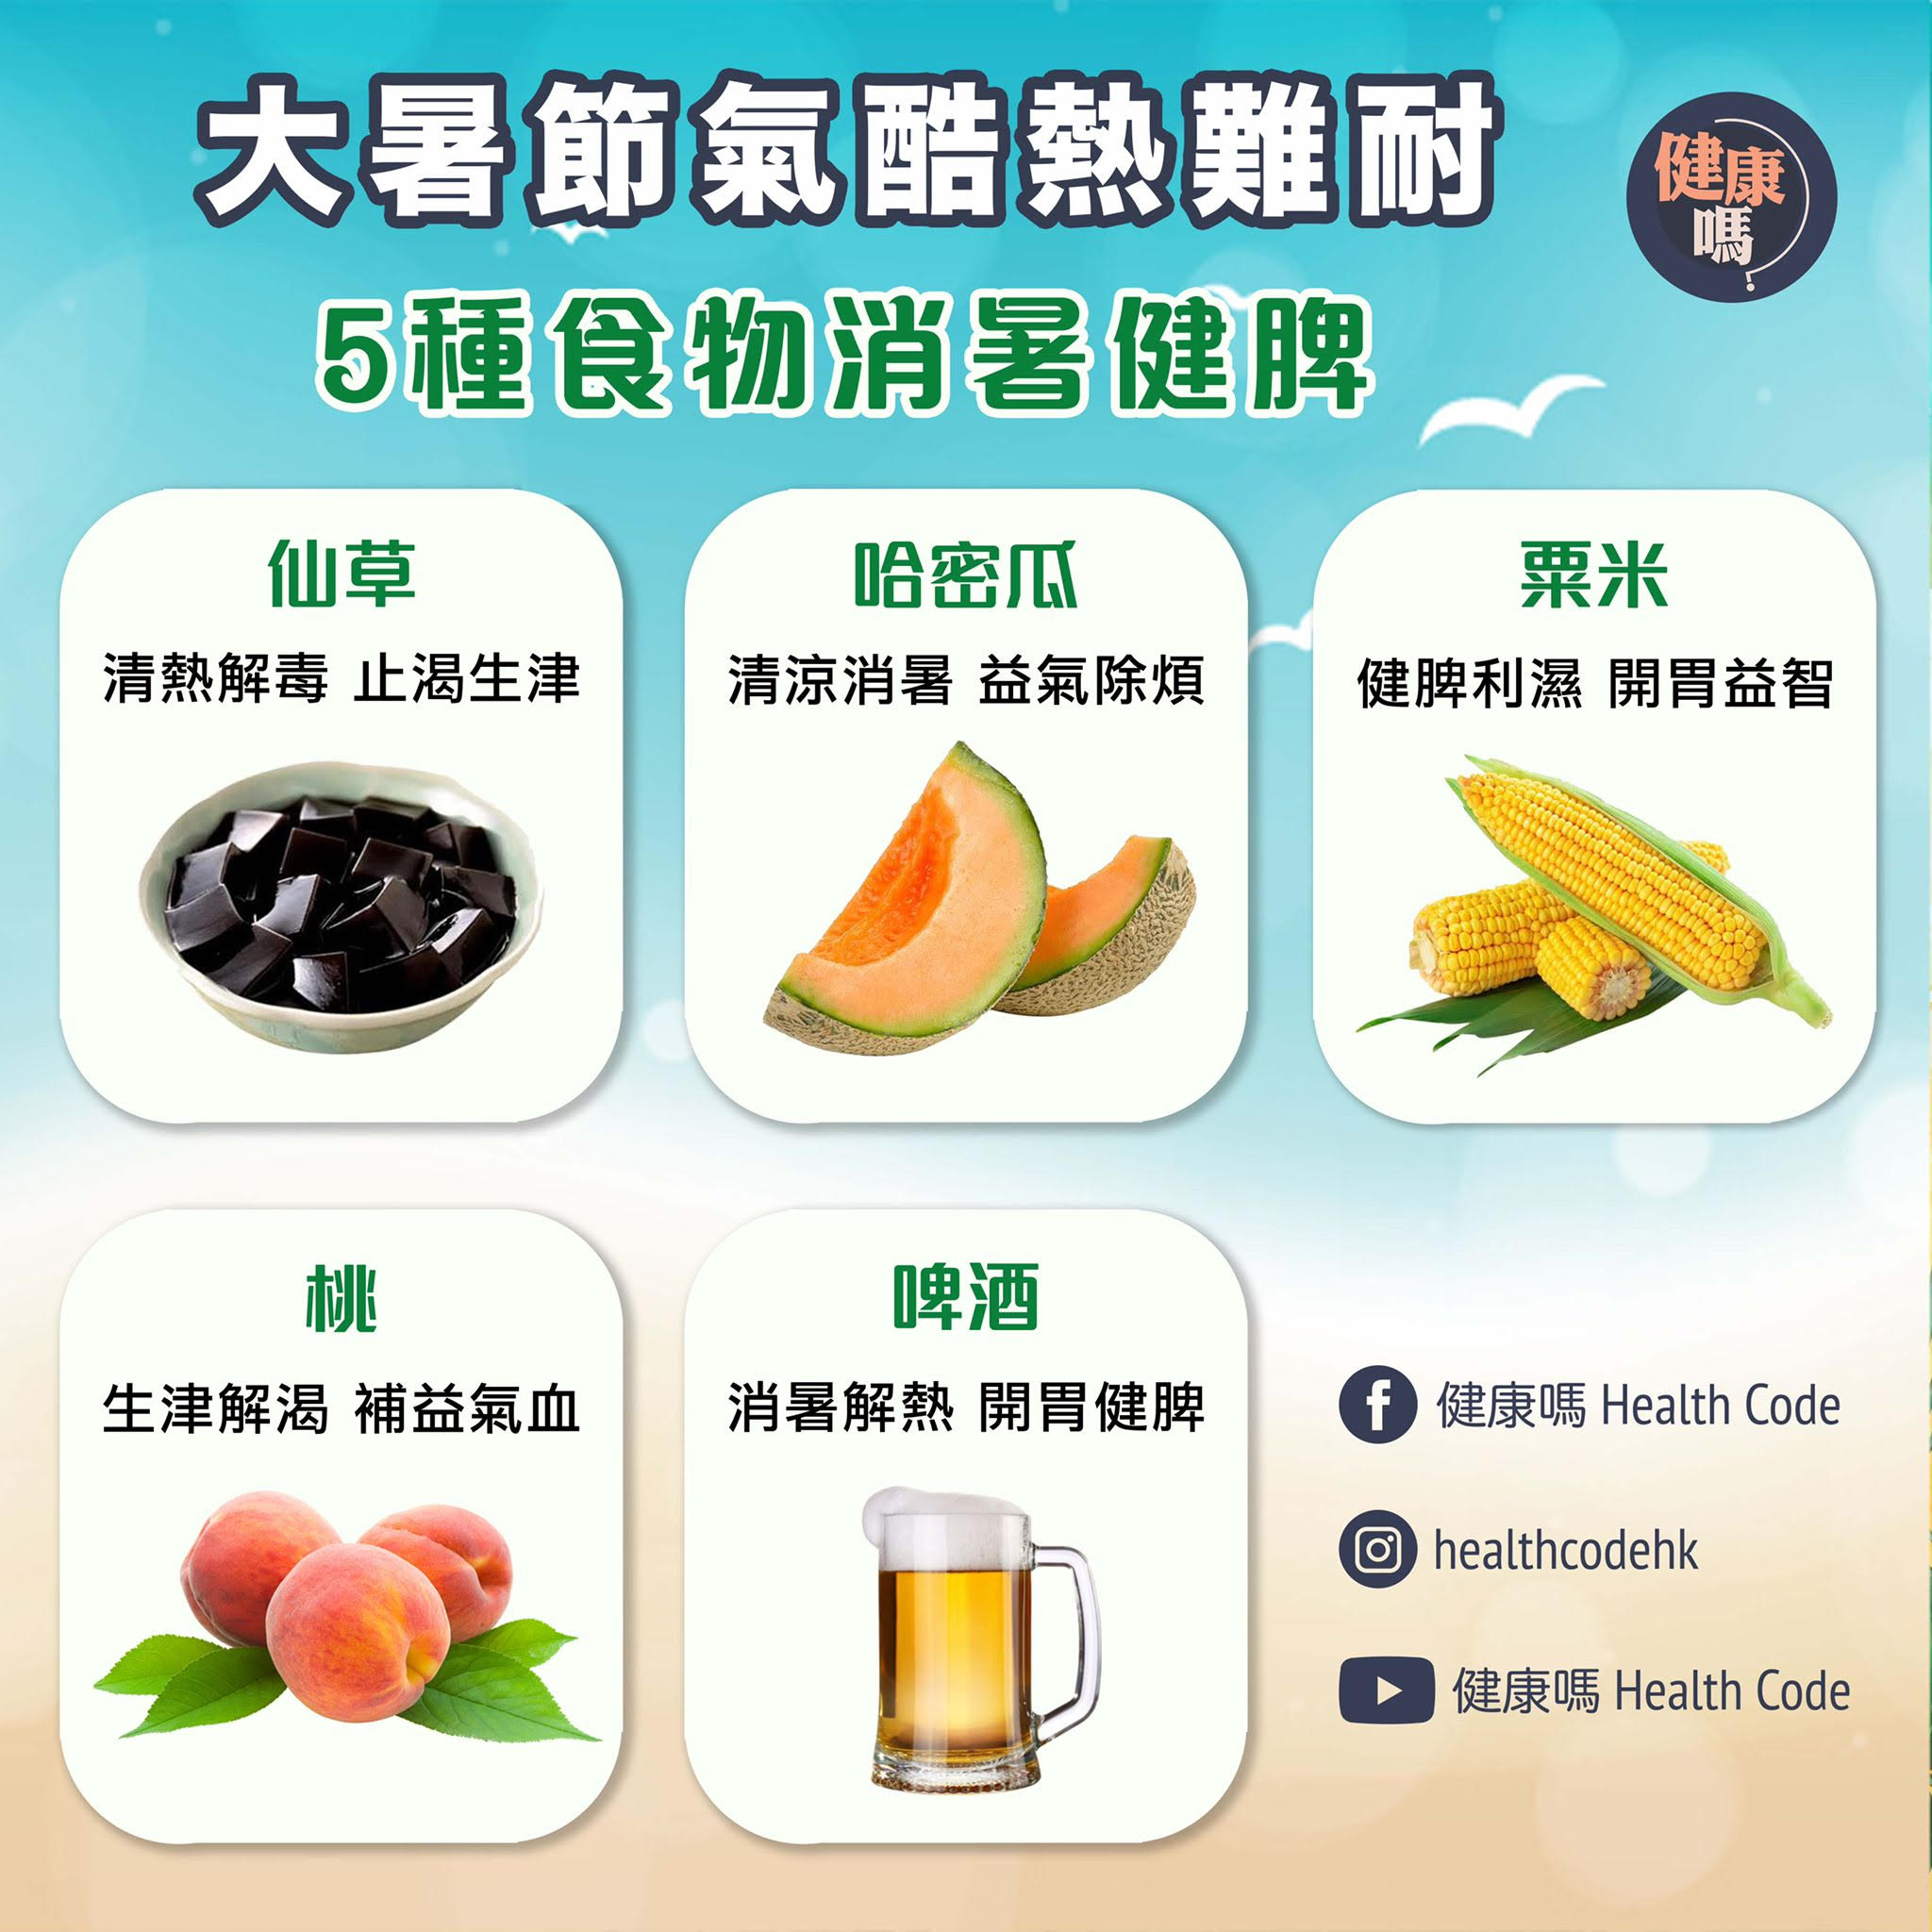 大暑節氣酷熱難耐
健康
嗎?
5種食物消暑健脾
仙草
清熱解毒 止渴生津
哈密瓜
清涼消暑 益氣除煩
粟米
健脾利濕 開胃益智
桃
生津解渴 補益氣血
啤酒
消暑解熱 開胃健脾
健康嗎 Health Code
healthcodehk
健康嗎 Health Code